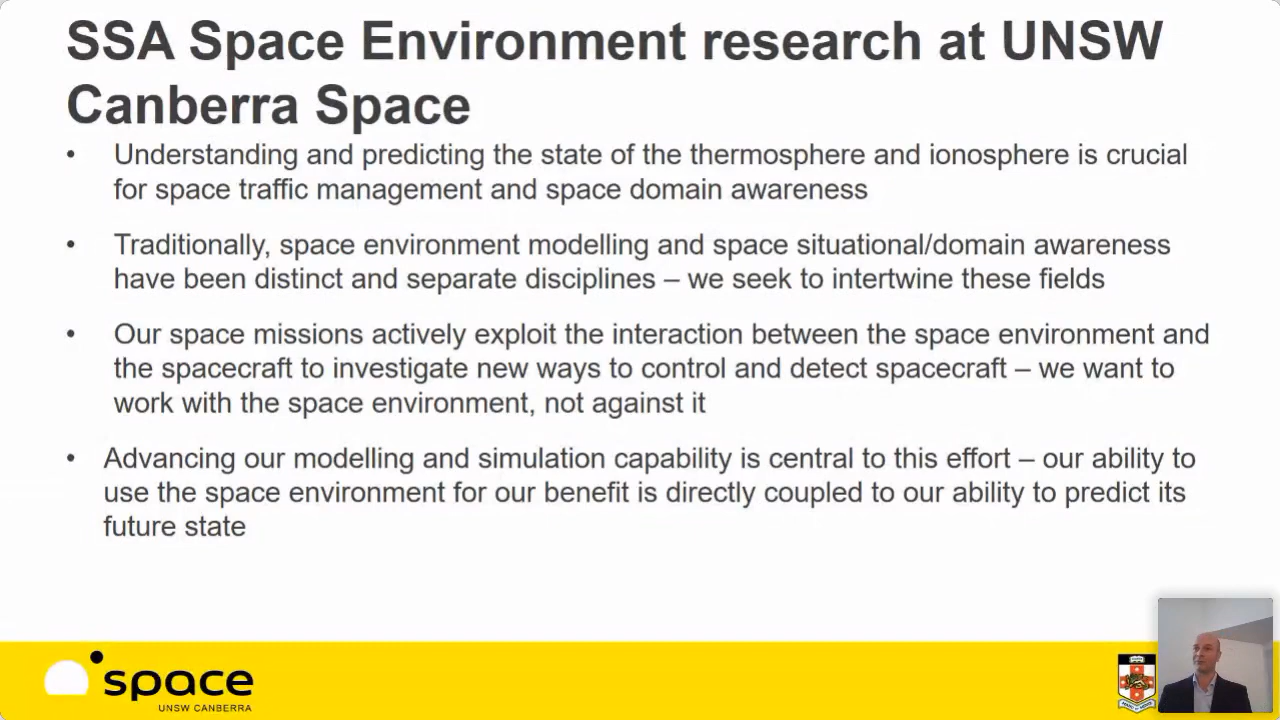 SSA Space Environment research at UNSW
Canberra Space
• Understanding and predicting the state of the thermosphere and ionosphere is crucial
for space traffic management and space domain awareness
• Traditionally, space environment modelling and space situational/domain awareness
have been distinct and separate disciplines – we seek to intertwine these fields
• Our space missions actively exploit the interaction between the space environment and
the spacecraft to investigate new ways to control and detect spacecraft – we want to
work with the space environment, not against it
• Advancing our modelling and simulation capability is central to this effort – our ability to
use the space environment for our benefit is directly coupled to our ability to predict its
future state
space
UNSW CANBERRA